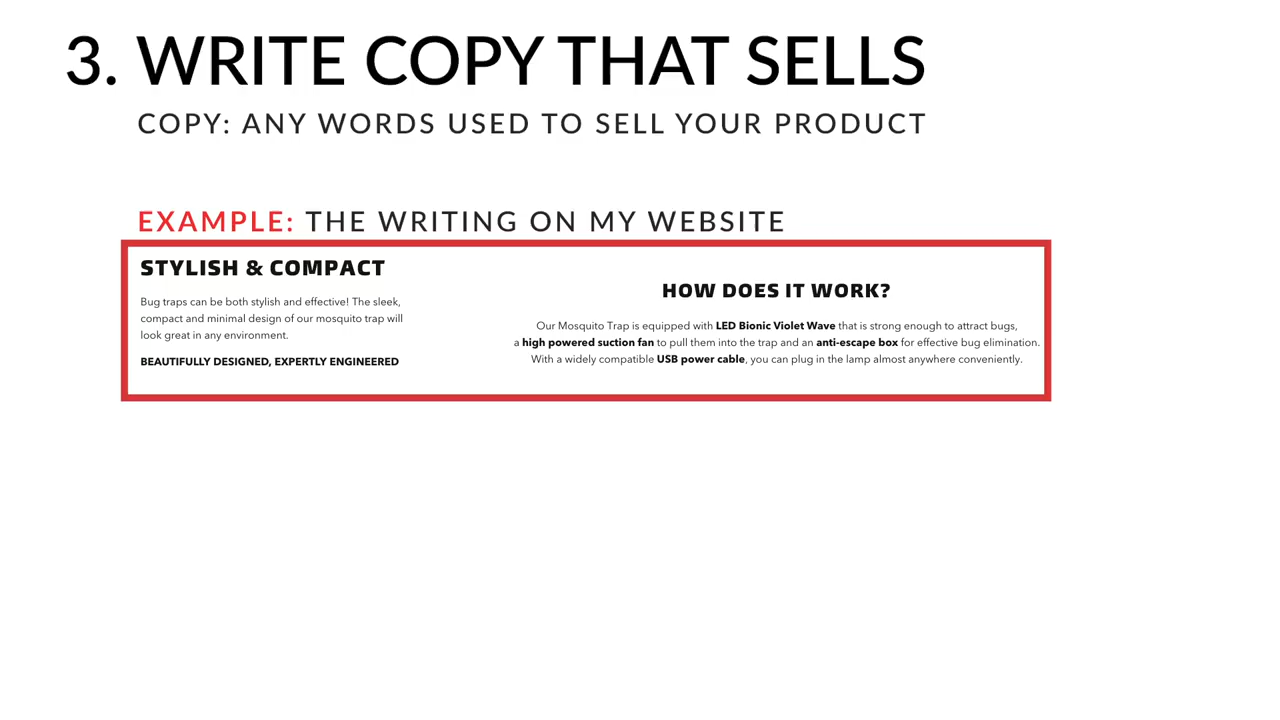 3. WRITE COPY THAT SELLS
COPY: ANY WORDS USED TO SELL YOUR PRODUCT
EXAMPLE: THE WRITING ON MY WEBSITE
STYLISH & COMPACT
Bug traps can be both stylish and effective! The sleek,
compact and minimal design of our mosquito trap will
look great in any environment.
BEAUTIFULLY DESIGNED, EXPERTLY ENGINEERED
HOW DOES IT WORK?
Our Mosquito Trap is equipped with LED Bionic Violet Wave that is strong enough to attract bugs,
a high powered suction fan to pull them into the trap and an anti-escape box for effective bug elimination.
With a widely compatible USB power cable, you can plug in the lamp almost anywhere conveniently.